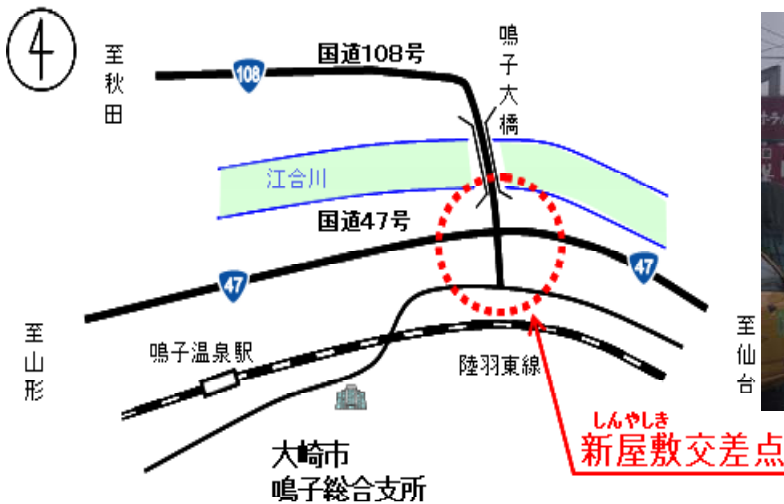 至秋田
国道108号
108
鳴子大橋
江合川
国道47号
47
47
至山形
鳴子温泉駅
陸羽東線
至仙台
大崎市
鳴子総合支所
しんやしき
新屋敷交差点